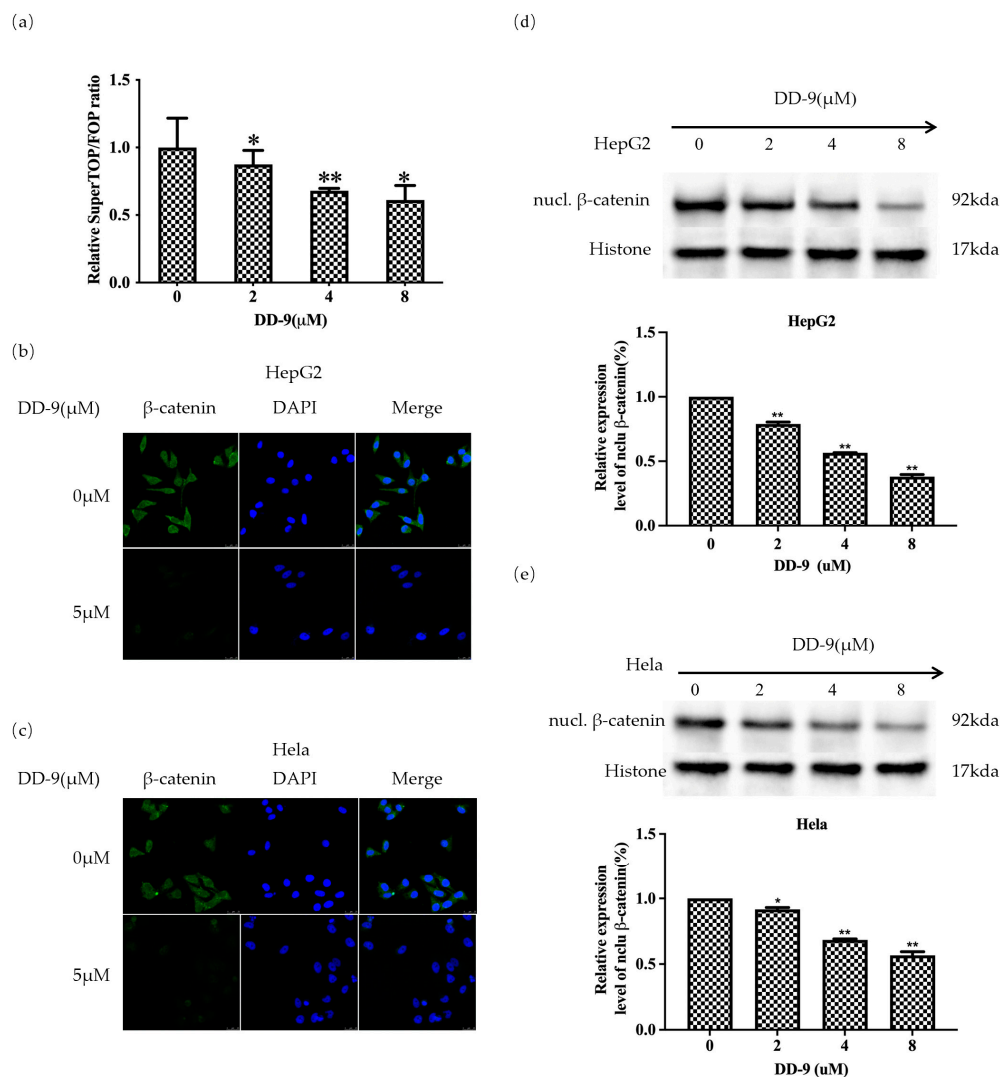 (a)
Relative SuperTOP/FOP ratio
1.5
1.0
0.5
0.0
*
**
*
0 2 4 8
DD-9(μM)
(b)
HepG2
DD-9(μM) β-catenin DAPI Merge
0μM
5μM
(c)
Hela
DD-9(μM) β-catenin DAPI Merge
0μM
5μM
(d)
DD-9(μM)
HepG2 0 2 4 8
nucl. β-catenin 92kda
Histone 17kda
HepG2
Relative expression
level of nclu β-catenin(%)
1.5
1.0
0.5
0.0
**
**
**
0 2 4 8
DD-9 (uM)
(e)
DD-9(μM)
Hela
0 2 4 8
nucl. β-catenin 92kda
Histone 17kda
Hela
Relative expression
level of nclu β-catenin(%)
1.5
1.0
0.5
0.0
*
**
**
0 2 4 8
DD-9 (uM)